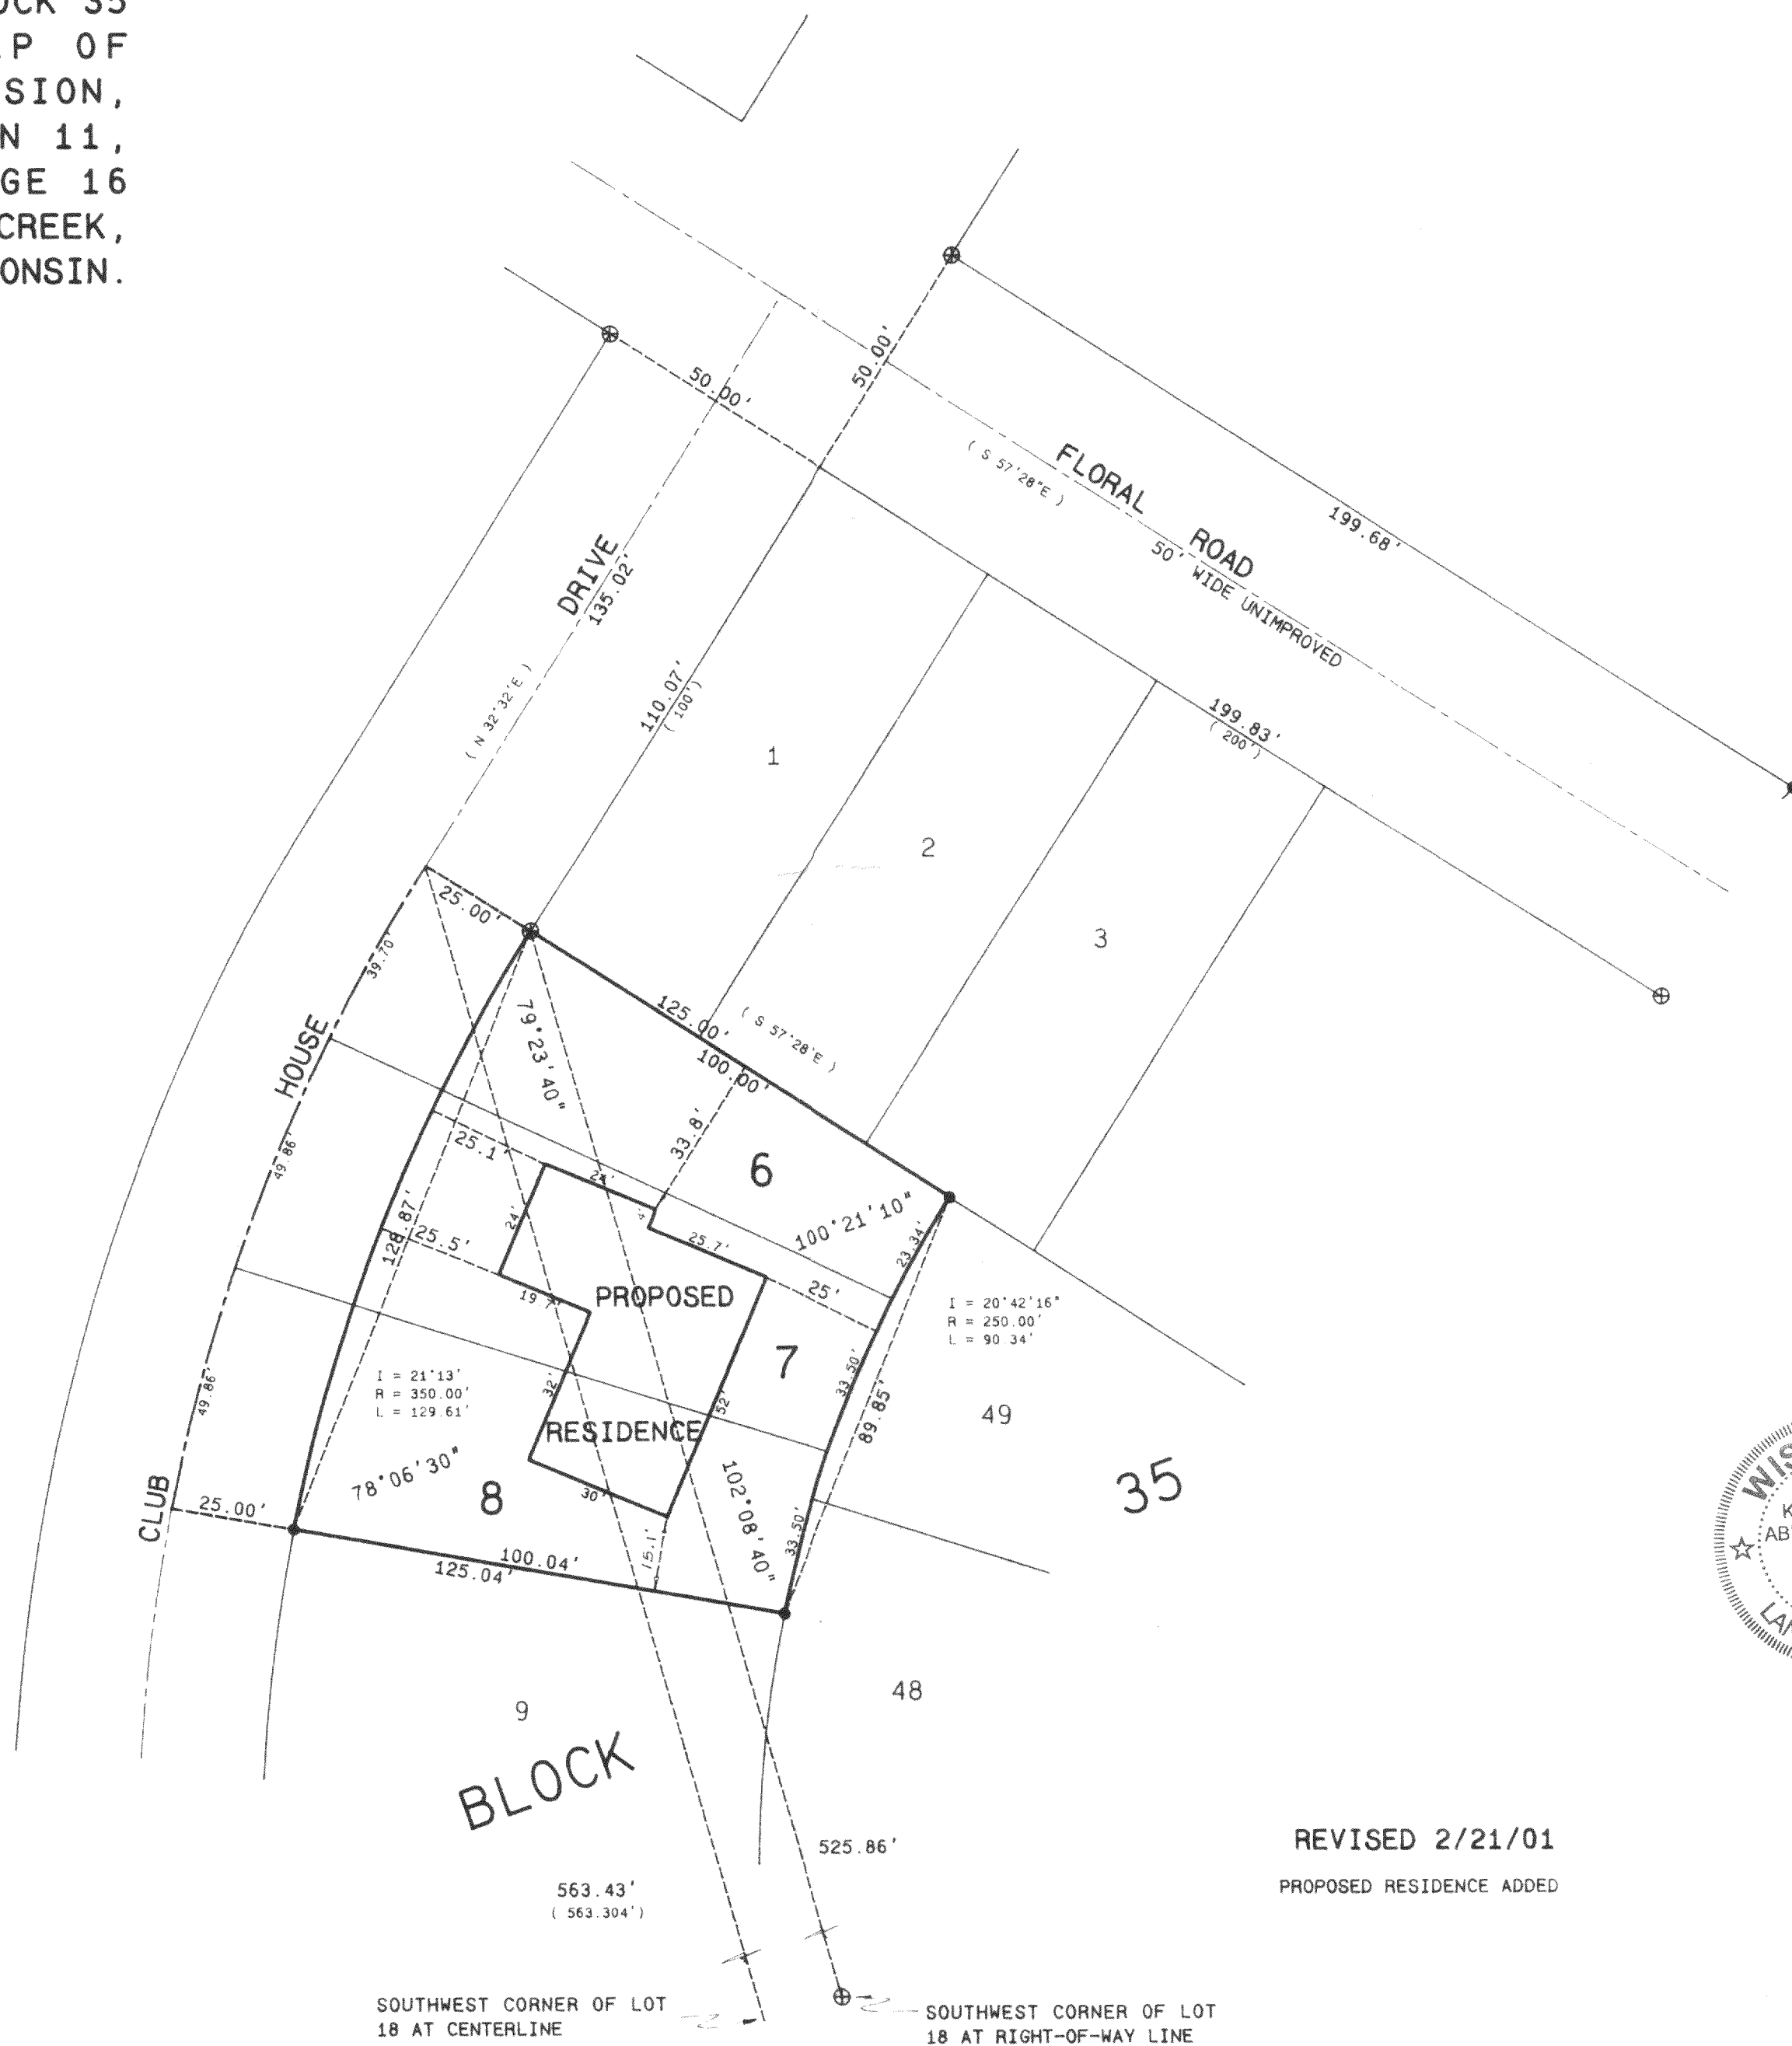 OCK 35
P OF
SION,
N 11,
GE 16
CREEK,
ONSIN.
50.00'
50.00'
FLORAL ROAD
( S 57°28"E )
50' WIDE UNIMPROVED
199.68'
DRIVE
135.02'
( N 32°32'E )
110.07'
( 100')
199.83'
( 200')
1
2
3
25.00'
39.70'
HOUSE
79°23'40"
125.00'
( S 57°28'E )
100.00'
33.8'
6
100°21'10"
23.34'
49.86'
25.1'
24'
24'
4'
25.7'
128.87'
25.5'
19.7'
PROPOSED
25'
I = 20°42'16"
R = 250.00'
L = 90.34'
7
33.50'
89.85'
49.86'
I = 21°13'
R = 350.00'
L = 129.61'
32'
52'
RESIDENCE
49
35
78°06'30"
8
30'
102°08'40"
33.50'
CLUB
25.00'
15.1'
100.04'
125.04'
WIS
K
AB
LAN
9
48
BLOCK
525.86'
563.43'
( 563.304')
REVISED 2/21/01
PROPOSED RESIDENCE ADDED
SOUTHWEST CORNER OF LOT
18 AT CENTERLINE
SOUTHWEST CORNER OF LOT
18 AT RIGHT-OF-WAY LINE